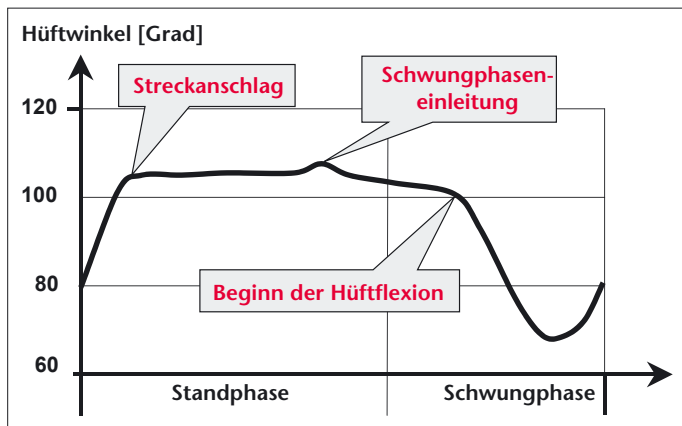 Hüftwinkel [Grad]
Streckanschlag
Schwungphasen-
einleitung
120
100
80
Beginn der Hüftflexion
60
Standphase
Schwungphase